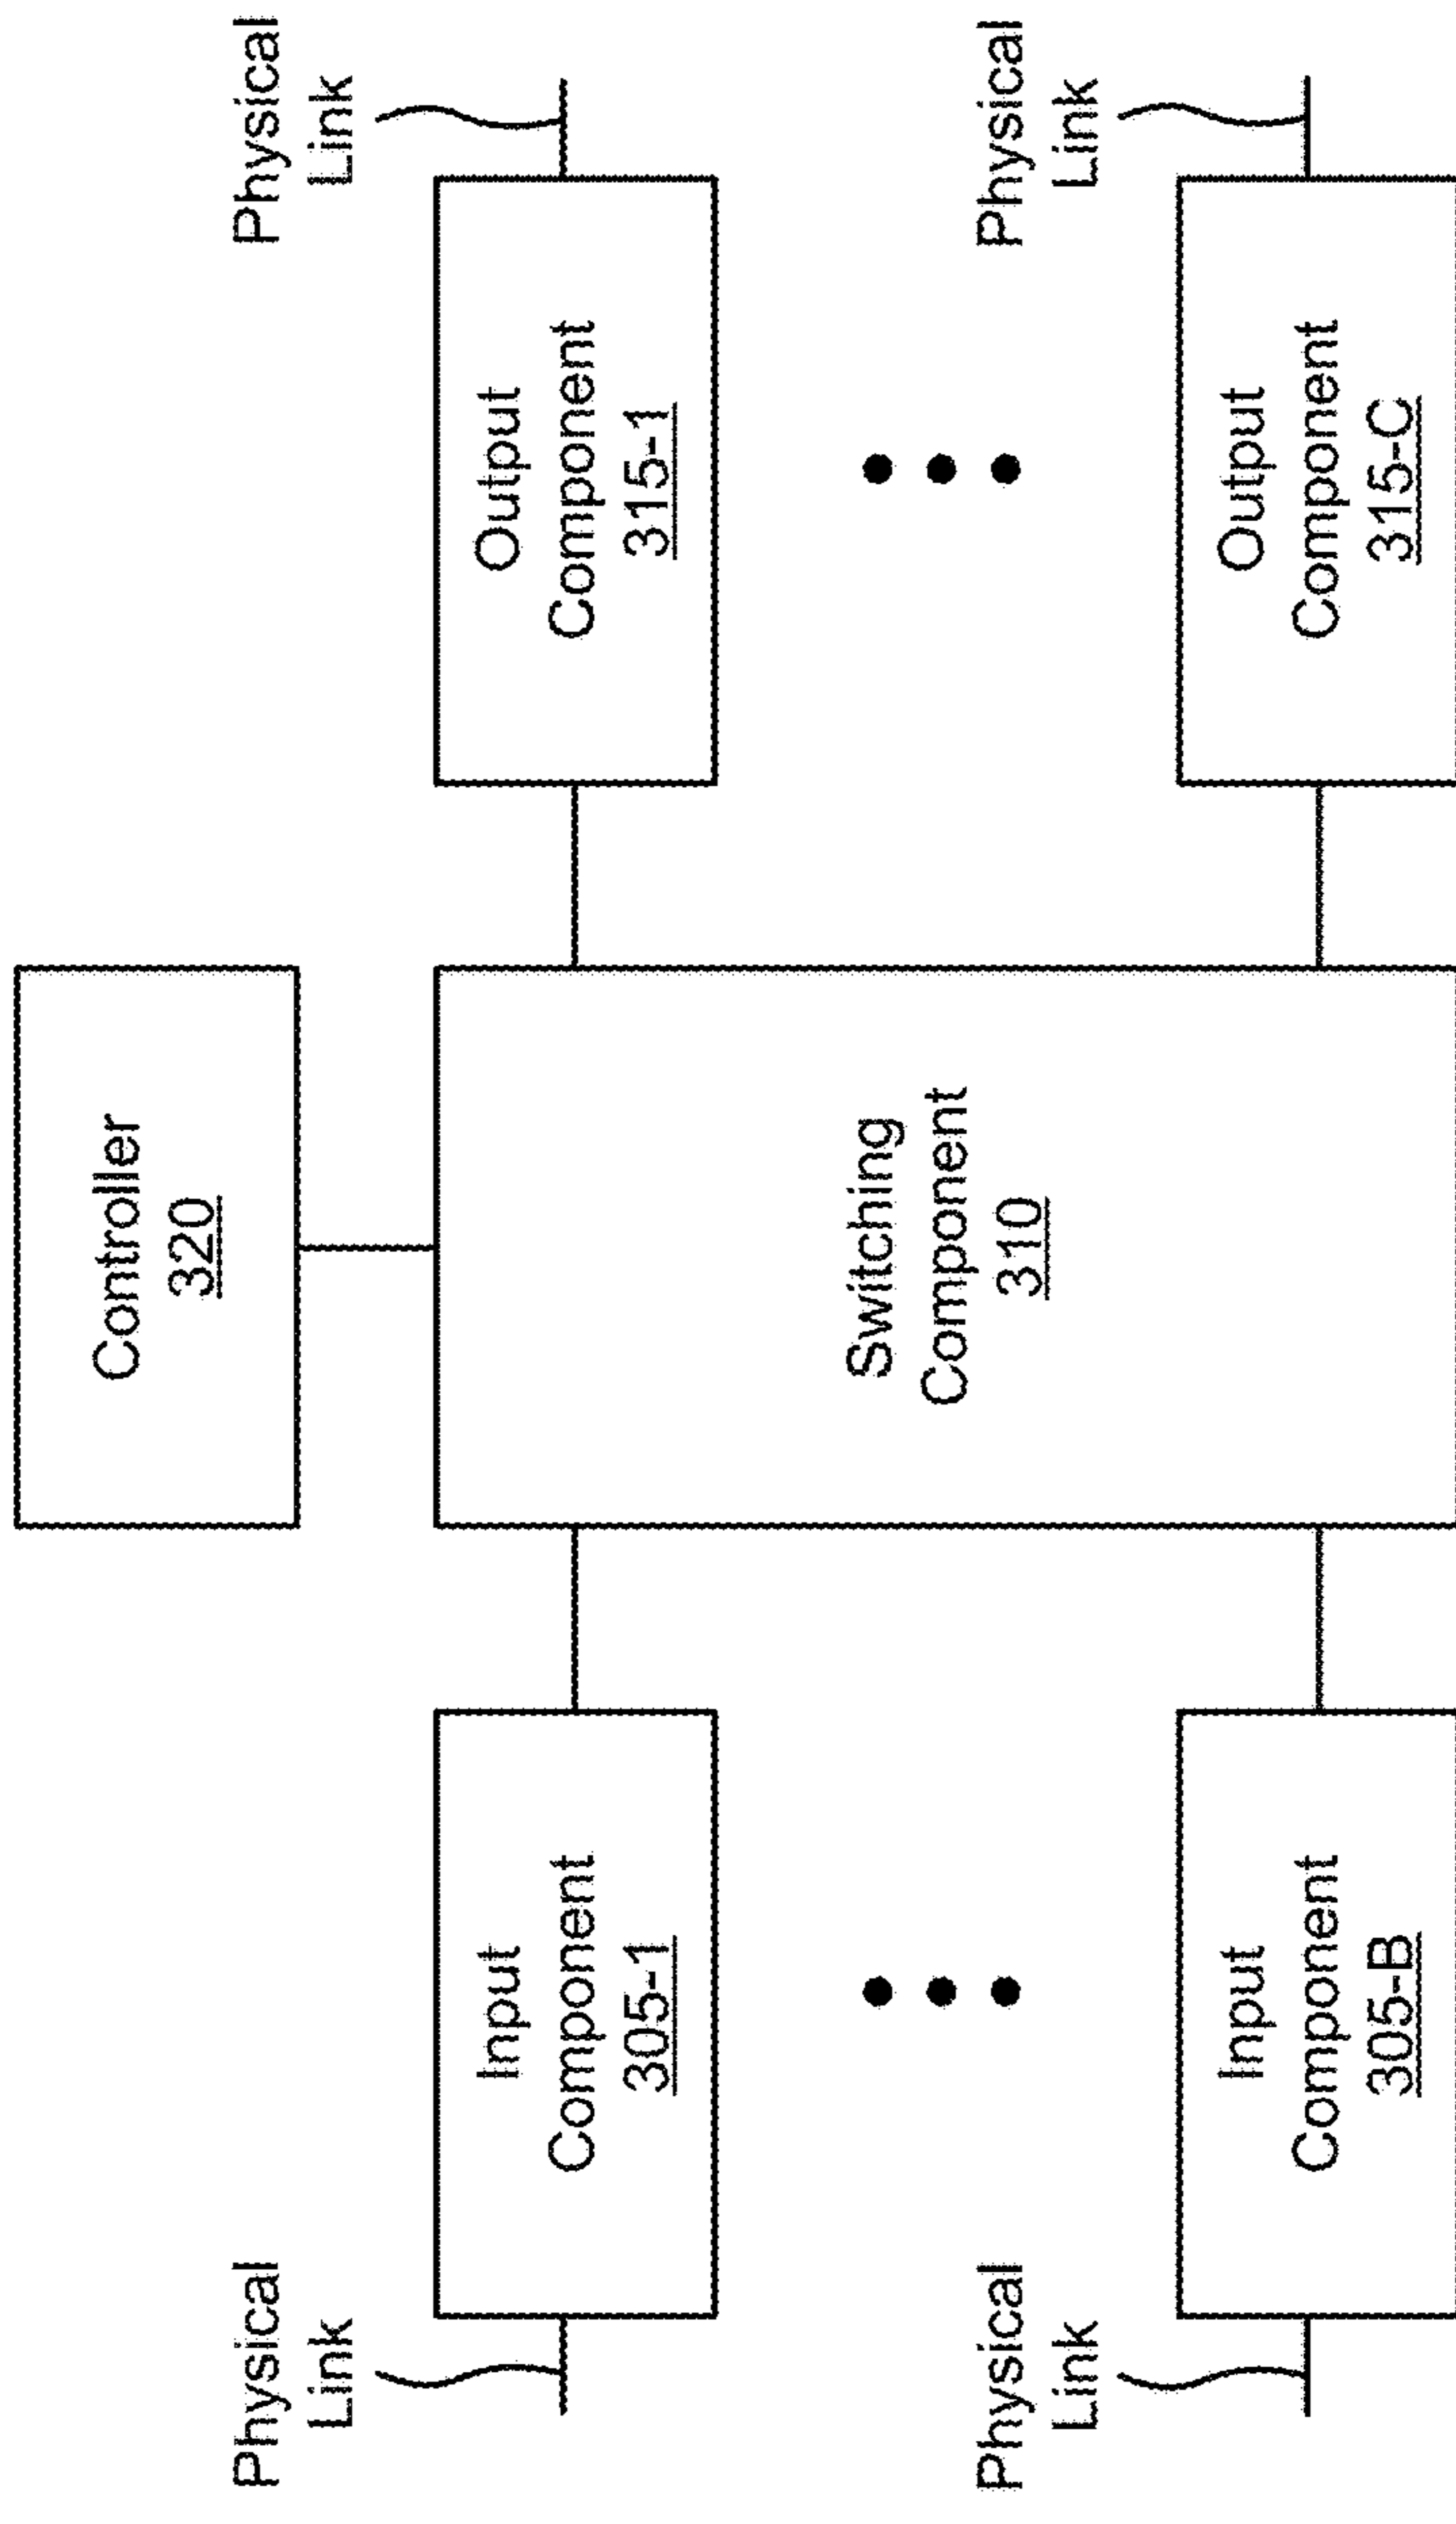 Controller
320
Physical
Link
Input
Component
305-1
Switching
Component
310
Output
Component
315-1
Physical
Link
Physical
Link
Input
Component
305-B
Output
Component
315-C
Physical
Link